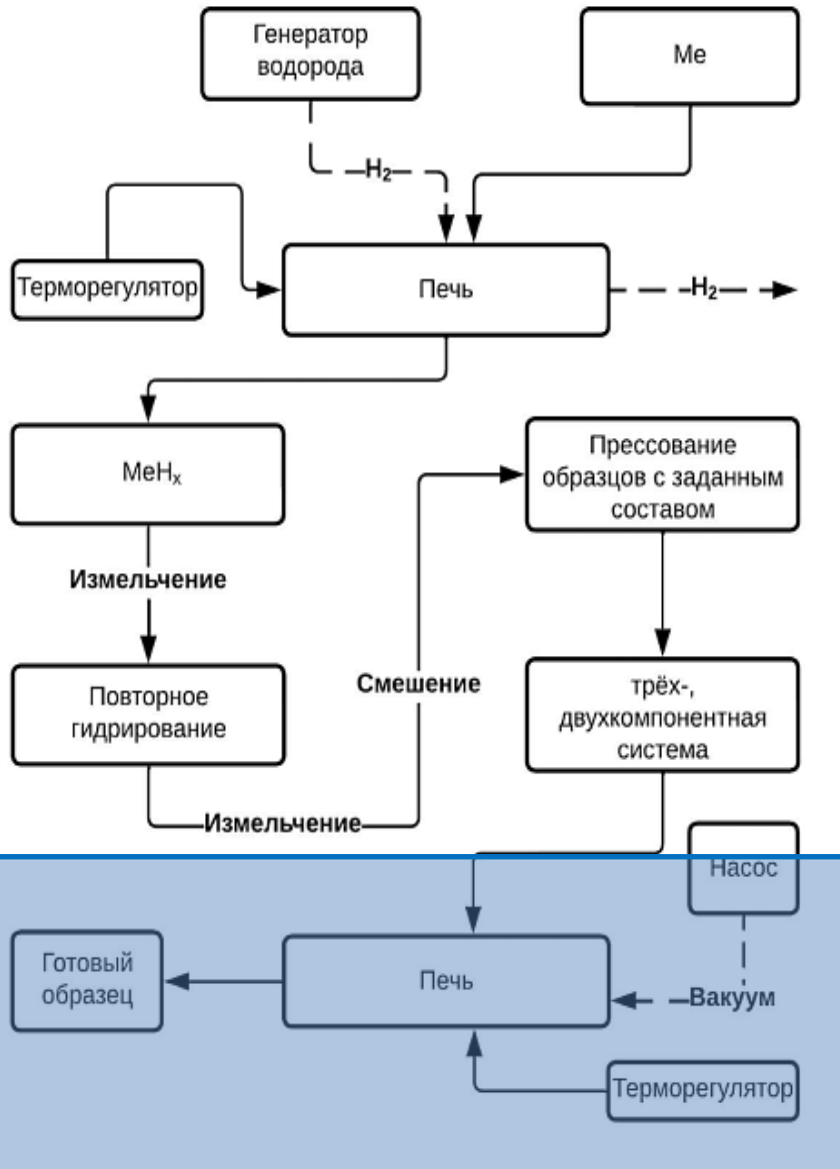 Генератор
водорода
Me
H₂
Терморегулятор
Печь
H₂
MeHₓ
Прессование
образцов с заданным
составом
Измельчение
Повторное
гидрирование
Смешение
трёх-,
двухкомпонентная
система
Измельчение
Насос
Готовый
образец
Печь
Вакуум
Терморегулятор